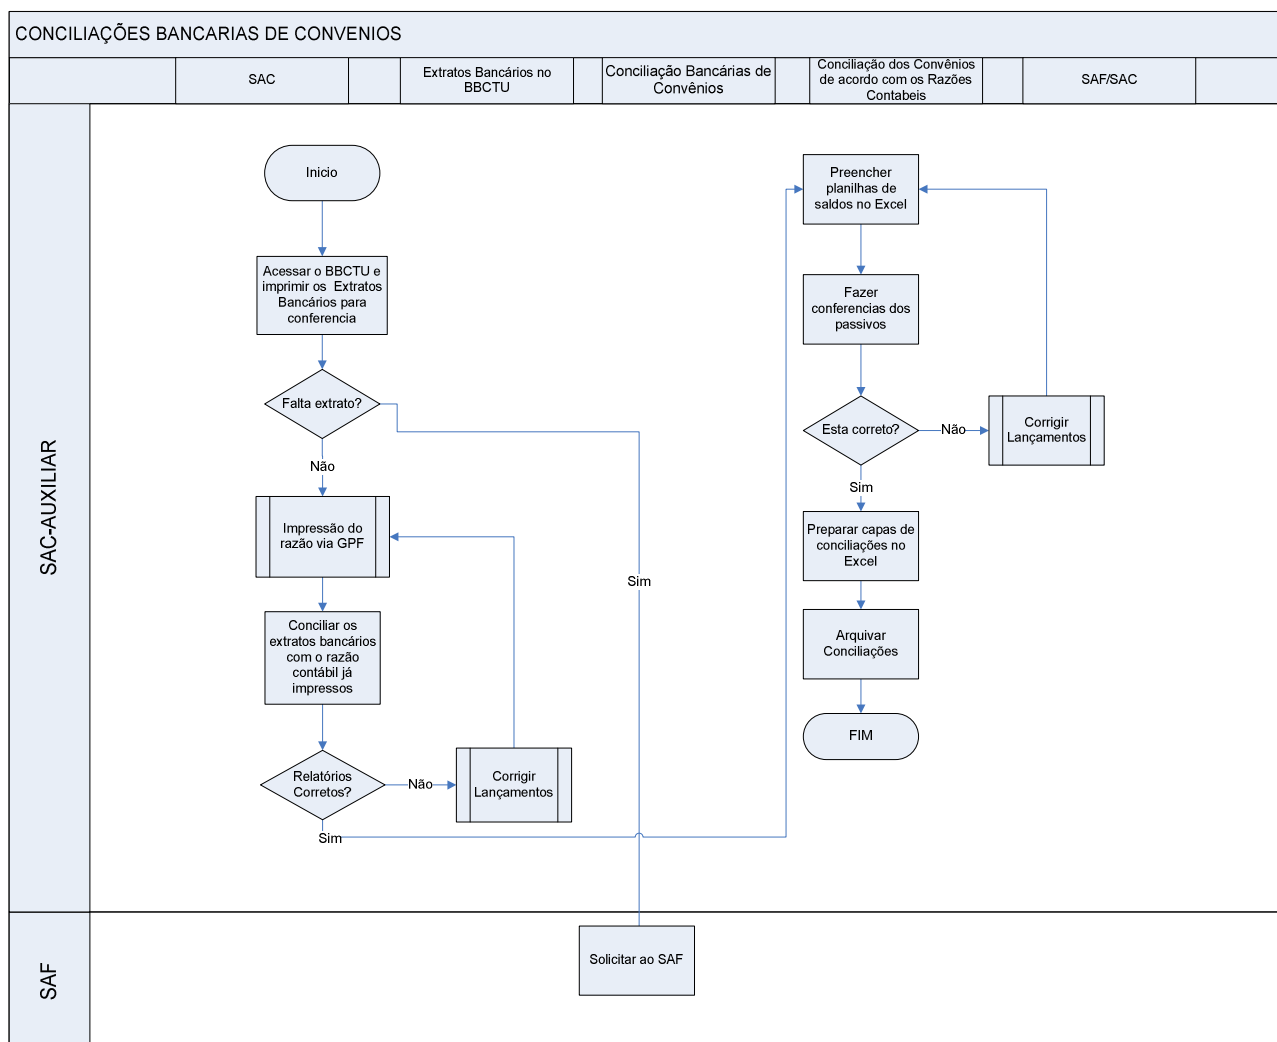 CONCILIAÇÕES BANCARIAS DE CONVENIOS
SAC
Extratos Bancários no
BBCTU
Conciliação Bancárias de
Convênios
Conciliação dos Convênios
de acordo com os Razões
Contabeis
SAF/SAC
SAC-AUXILIAR
Inicio
Acessar o BBCTU e
imprimir os Extratos
Bancários para
conferencia
Falta extrato?
Não
Impressão do
razão via GPF
Conciliar os
extratos bancários
com o razão
contábil já
impressos
Relatórios
Corretos?
Não
Corrigir
Lançamentos
Sim
Sim
Preencher
planilhas de
saldos no Excel
Fazer
conferencias dos
passivos
Esta correto?
Não
Corrigir
Lançamentos
Sim
Preparar capas de
conciliações no
Excel
Arquivar
Conciliações
FIM
SAF
Solicitar ao SAF